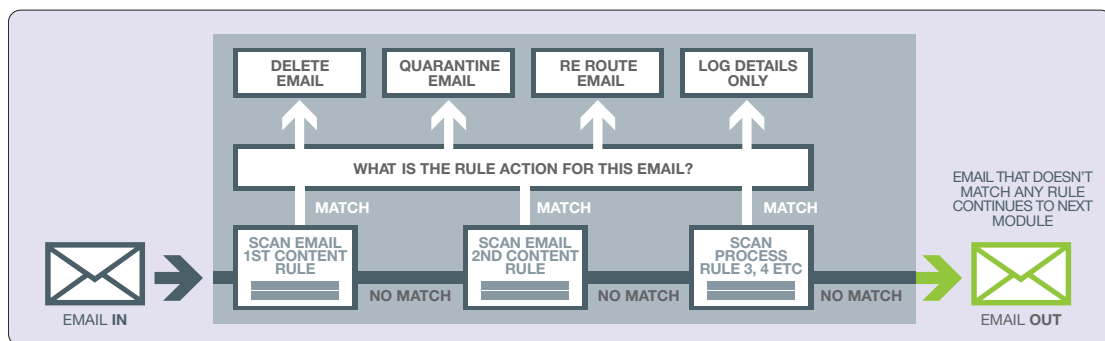 DELETE
EMAIL
QUARANTINE
EMAIL
RE ROUTE
EMAIL
LOG DETAILS
ONLY
WHAT IS THE RULE ACTION FOR THIS EMAIL?
MATCH
MATCH
MATCH
EMAIL THAT DOESN'T
MATCH ANY RULE
CONTINUES TO NEXT
MODULE
SCAN EMAIL
1ST CONTENT
RULE
SCAN EMAIL
2ND CONTENT
RULE
SCAN
PROCESS
RULE 3, 4 ETC
NO MATCH
NO MATCH
NO MATCH
EMAIL IN
EMAIL OUT